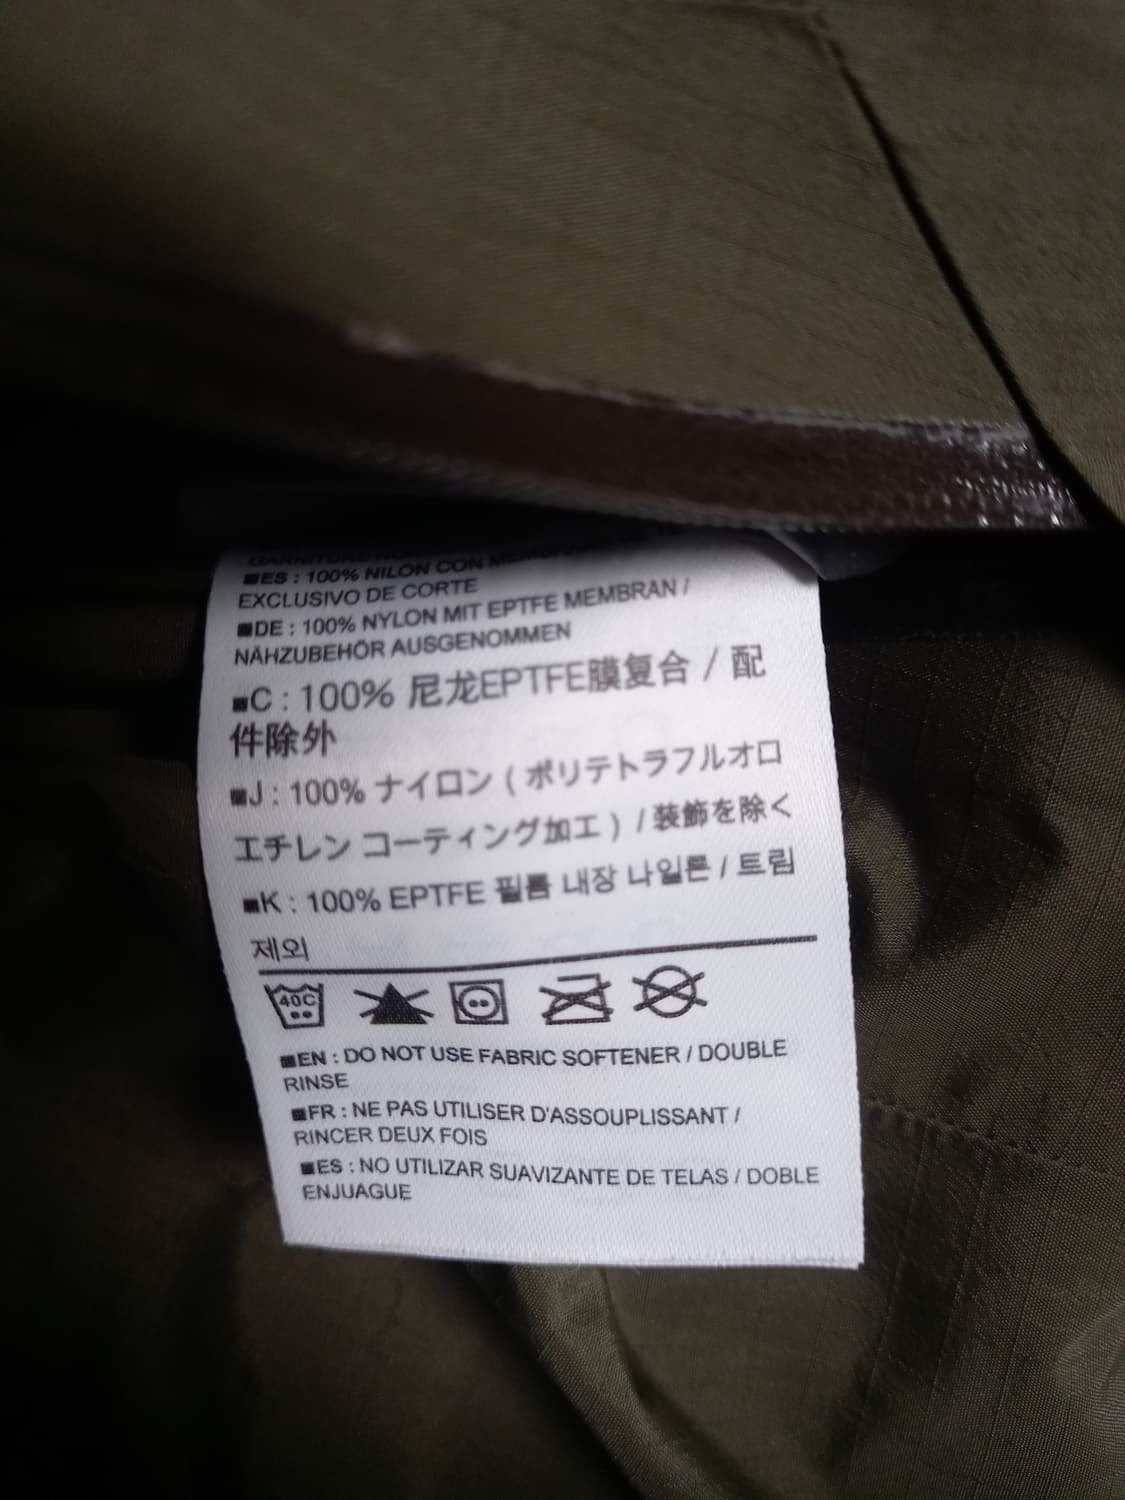 ■ES : 100% NILON CON
EXCLUSIVO DE CORTE
■DE : 100% NYLON MIT EPTFE MEMBRAN /
NÄHZUBEHÖR AUSGENOMMEN
■C : 100% 尼龙EPTFE膜复合 / 配
件除外
■J : 100% ナイロン ( ポリテトラフルオロ
エチレン コーティング加工 ) / 装飾を除く
■K : 100% EPTFE 필름 내장 나일론 / 트림
제외
40C
■EN : DO NOT USE FABRIC SOFTENER / DOUBLE
RINSE
■FR : NE PAS UTILISER D'ASSOUPLISSANT /
RINCER DEUX FOIS
■ES : NO UTILIZAR SUAVIZANTE DE TELAS / DOBLE
ENJUAGUE